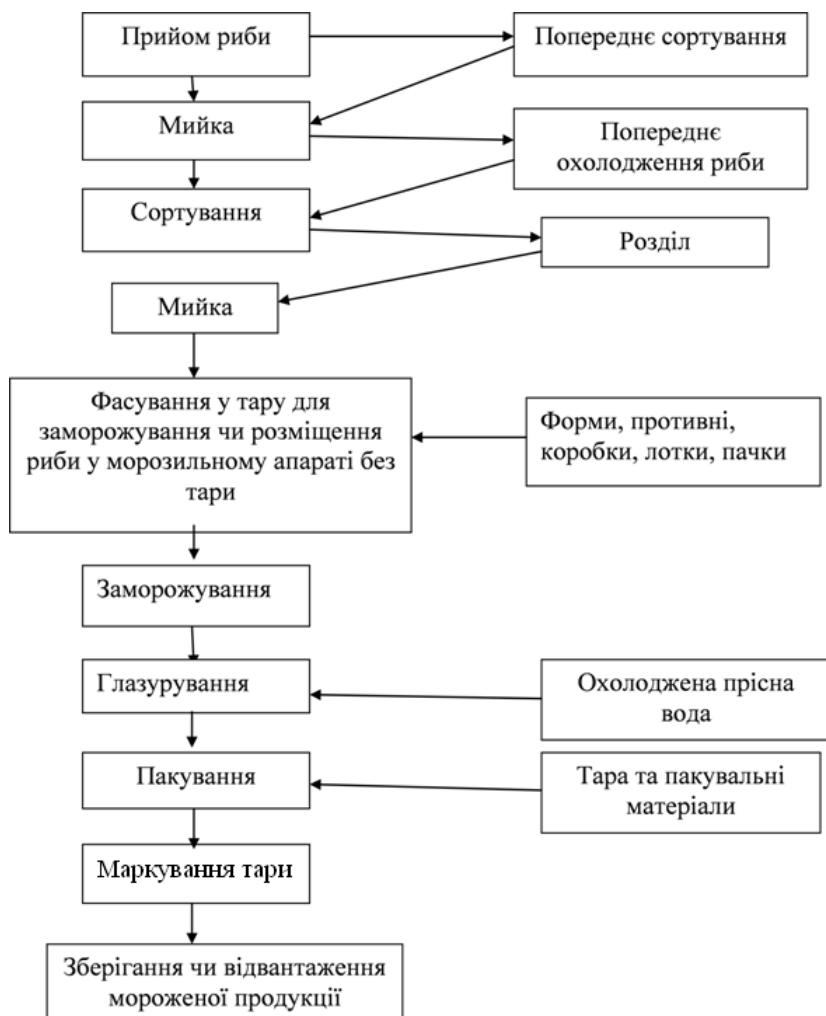 Прийом риби
Попереднє сортування
Мийка
Попереднє
охолодження риби
Сортування
Розділ
Мийка
Фасування у тару для
заморожування чи розміщення
риби у морозильному апараті без
тари
Форми, противні,
коробки, лотки, пачки
Заморожування
Глазурування
Охолоджена прісна
вода
Пакування
Тара та пакувальні
матеріали
Маркування тари
Зберігання чи відвантаження
мороженої продукції